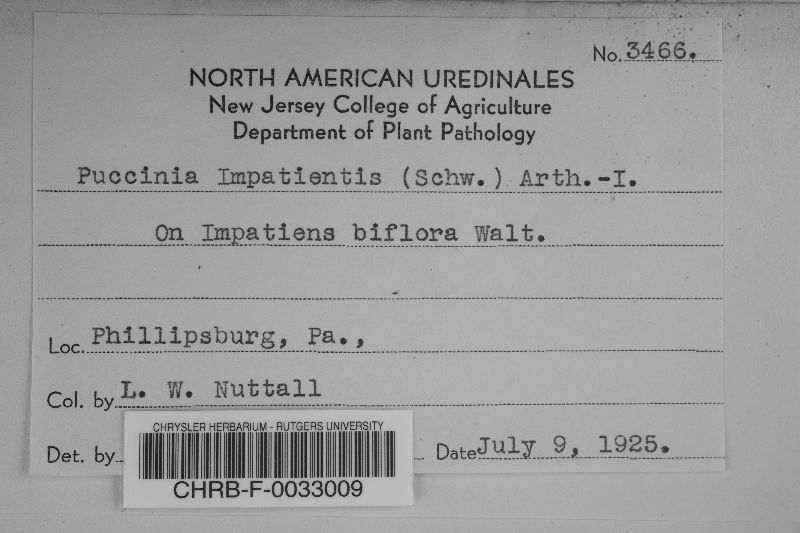 No. 3466.
NORTH AMERICAN UREDINALES
New Jersey College of Agriculture
Department of Plant Pathology
Puccinia Impatientis (Schw.) Arth.-I.
On Impatiens biflora Walt.
Loc. Phillipsburg, Pa.,
Col. by L. W. Nuttall
Det. by Date July 9, 1925.
CHRYSLER HERBARIUM - RUTGERS UNIVERSITY
CHRB-F-0033009